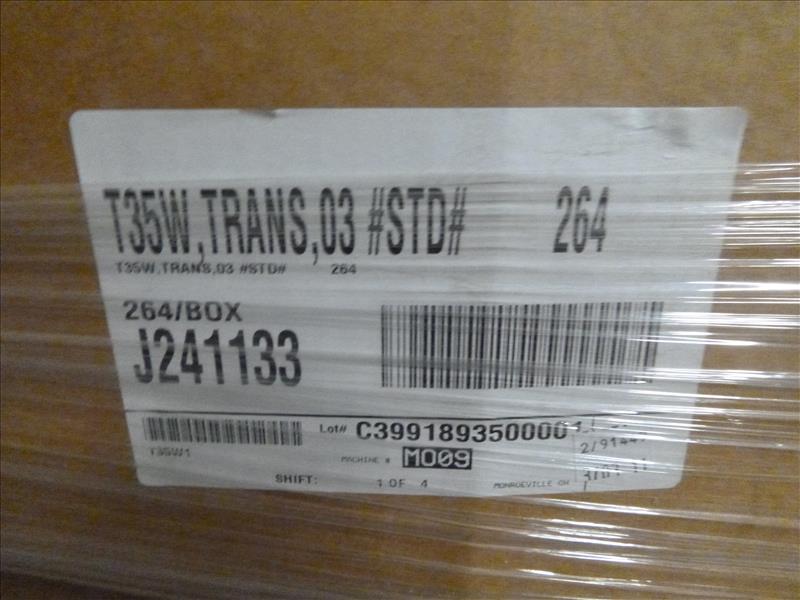 T35W,TRANS,03 #STD# 264
T35W,TRANS,03 #STD# 264
264/BOX
J241133
Lot# C39918935000
T35W1
MACHINE # M009
SHIFT: 1 OF 4 MONROEVILLE OH